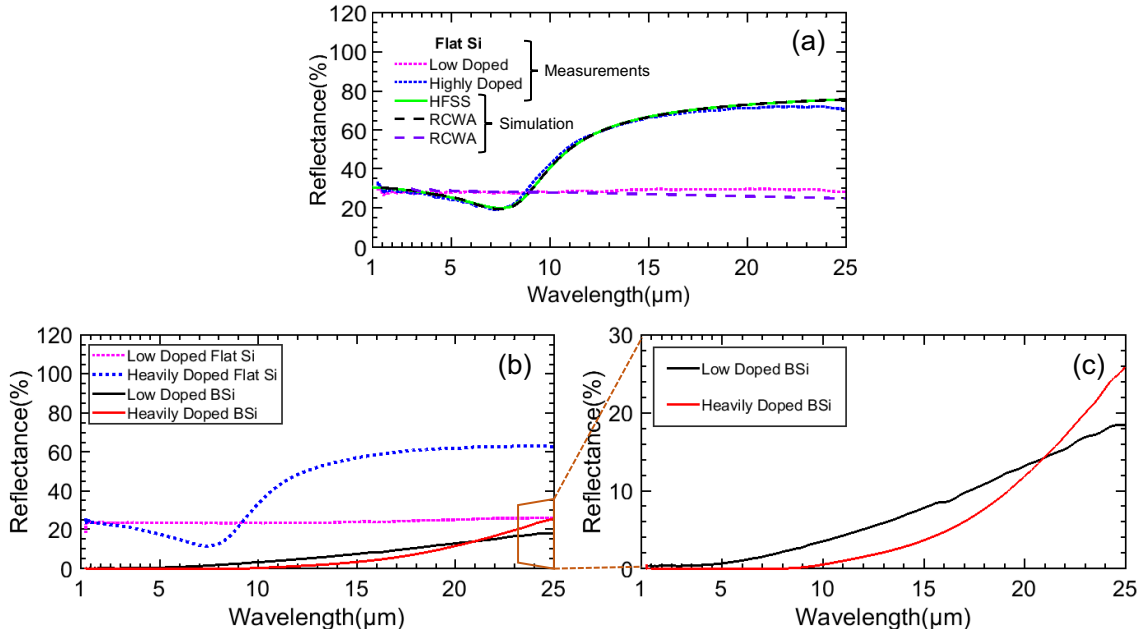 120
100
80
60
40
20
0
Reflectance(%)
(a)
Flat Si
Low Doped
Highly Doped
Measurements
HFSS
RCWA
RCWA
Simulation
1
5
10
15
20
25
Wavelength(μm)
120
100
80
60
40
20
0
Reflectance(%)
(b)
Low Doped Flat Si
Heavily Doped Flat Si
Low Doped BSi
Heavily Doped BSi
1
5
10
15
20
25
Wavelength(μm)
30
20
10
0
Reflectance(%)
(c)
Low Doped BSi
Heavily Doped BSi
1
5
10
15
20
25
Wavelength(μm)